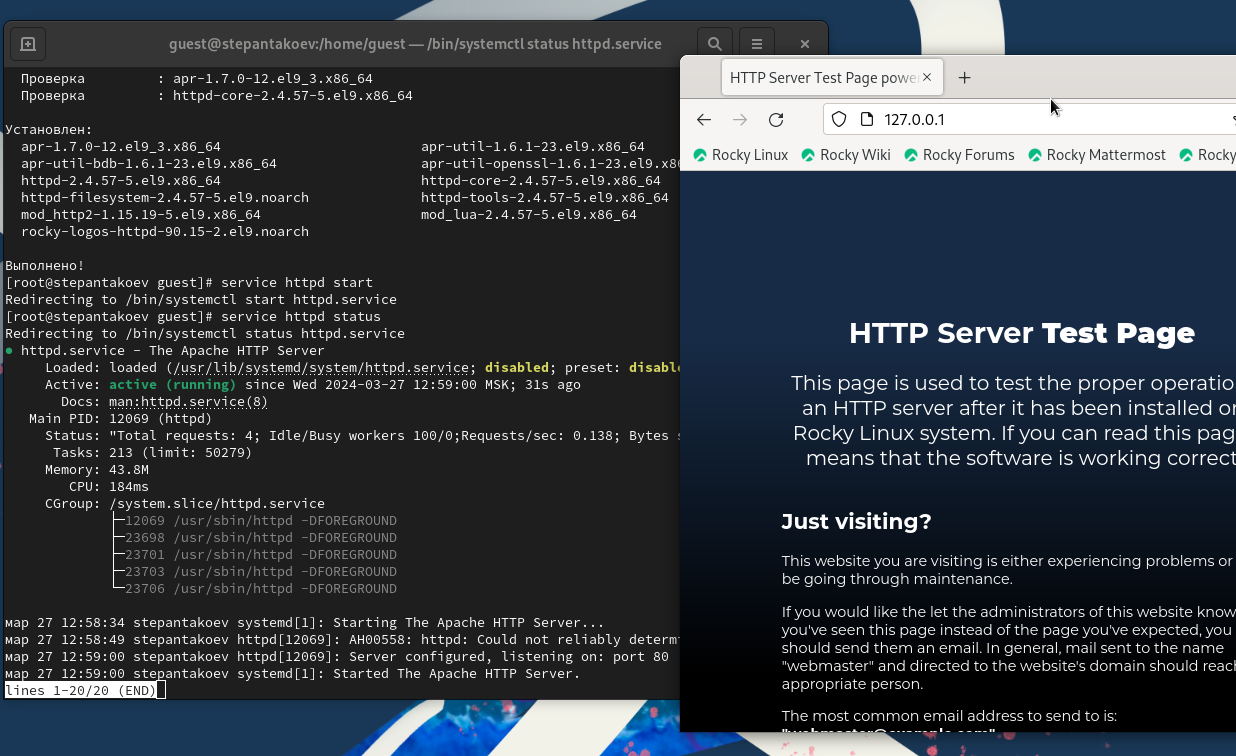 guest@stepantakoev:/home/guest — /bin/systemctl status httpd.service
Проверка : apr-1.7.0-12.el9_3.x86_64
Проверка : httpd-core-2.4.57-5.el9.x86_64
Установлен:
apr-1.7.0-12.el9_3.x86_64 apr-util-1.6.1-23.el9.x86_64
apr-util-bdb-1.6.1-23.el9.x86_64 apr-util-openssl-1.6.1-23.el9.x86
httpd-2.4.57-5.el9.x86_64 httpd-core-2.4.57-5.el9.x86_64
httpd-filesystem-2.4.57-5.el9.noarch httpd-tools-2.4.57-5.el9.x86_64
mod_http2-1.15.19-5.el9.x86_64 mod_lua-2.4.57-5.el9.x86_64
rocky-logos-httpd-90.15-2.el9.noarch
Выполнено!
[root@stepantakoev guest]# service httpd start
Redirecting to /bin/systemctl start httpd.service
[root@stepantakoev guest]# service httpd status
Redirecting to /bin/systemctl status httpd.service
● httpd.service - The Apache HTTP Server
Loaded: loaded (/usr/lib/systemd/system/httpd.service; disabled; preset: disabl
Active: active (running) since Wed 2024-03-27 12:59:00 MSK; 31s ago
Docs: man:httpd.service(8)
Main PID: 12069 (httpd)
Status: "Total requests: 4; Idle/Busy workers 100/0;Requests/sec: 0.138; Bytes s
Tasks: 213 (limit: 50279)
Memory: 43.8M
CPU: 184ms
CGroup: /system.slice/httpd.service
├─12069 /usr/sbin/httpd -DFOREGROUND
├─23698 /usr/sbin/httpd -DFOREGROUND
├─23701 /usr/sbin/httpd -DFOREGROUND
├─23703 /usr/sbin/httpd -DFOREGROUND
└─23706 /usr/sbin/httpd -DFOREGROUND
мар 27 12:58:34 stepantakoev systemd[1]: Starting The Apache HTTP Server...
мар 27 12:58:49 stepantakoev httpd[12069]: AH00558: httpd: Could not reliably determ
мар 27 12:59:00 stepantakoev httpd[12069]: Server configured, listening on: port 80
мар 27 12:59:00 stepantakoev systemd[1]: Started The Apache HTTP Server.
lines 1-20/20 (END)
HTTP Server Test Page powe
127.0.0.1
Rocky Linux Rocky Wiki Rocky Forums Rocky Mattermost Rocky
HTTP Server Test Page
This page is used to test the proper operatio
an HTTP server after it has been installed o
Rocky Linux system. If you can read this pag
means that the software is working correct
Just visiting?
This website you are visiting is either experiencing problems or
be going through maintenance.
If you would like the let the administrators of this website know
you've seen this page instead of the page you've expected, you
should send them an email. In general, mail sent to the name
"webmaster" and directed to the website's domain should reac
appropriate person.
The most common email address to send to is:
"webmaster@example.com"